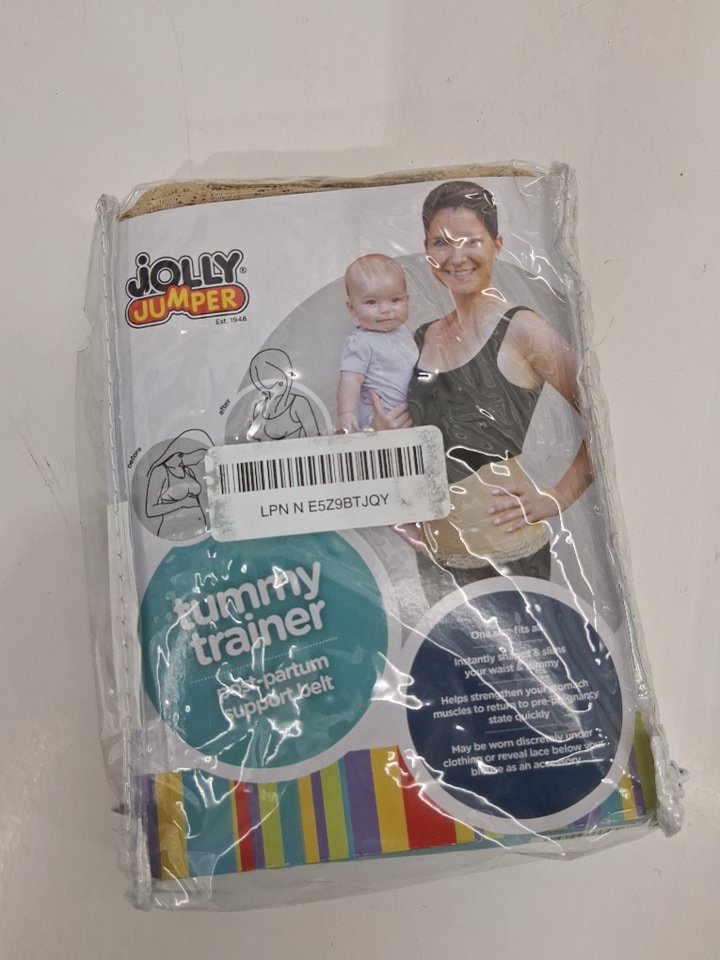 JOLLY
JUMPER
®
Est. 1948
after
before
LPN N E5Z9BTJQY
tummy
trainer
post-partum
support belt
One size fits all
Instantly shapes & slims
your waist & tummy
Helps strengthen your stomach
muscles to return to pre-pregnancy
state quickly
May be worn discreetly under
clothing or reveal lace below your
blouse as an accessory